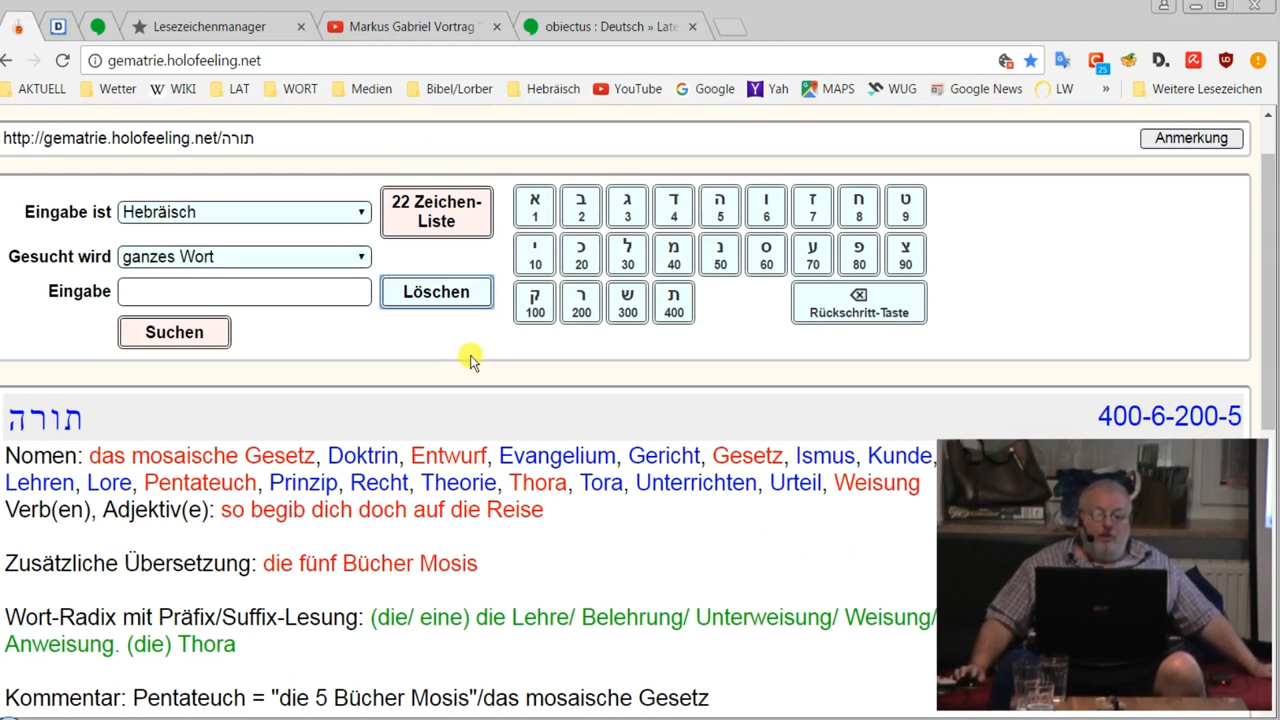 Lesezeichenmanager
Markus Gabriel Vortrag "
obiectus : Deutsch » Late
gematrie.holofeeling.net
AKTUELL Wetter WIKI LAT WORT Medien Bibel/Lorber Hebräisch YouTube Google Yah MAPS WUG Google News LW » Weitere Lesezeichen
25
http://gematrie.holofeeling.net/תורה
Anmerkung
Eingabe ist Hebräisch
22 Zeichen-
Liste
Gesucht wird ganzes Wort
Eingabe
Löschen
Suchen
א ב ג ד ה ו ז ח ט
1 2 3 4 5 6 7 8 9
י כ ל מ נ ס ע פ צ
10 20 30 40 50 60 70 80 90
ק ר ש ת
100 200 300 400 Rückschritt-Taste
תורה 400-6-200-5
Nomen: das mosaische Gesetz, Doktrin, Entwurf, Evangelium, Gericht, Gesetz, Ismus, Kunde,
Lehren, Lore, Pentateuch, Prinzip, Recht, Theorie, Thora, Tora, Unterrichten, Urteil, Weisung
Verb(en), Adjektiv(e): so begib dich doch auf die Reise
Zusätzliche Übersetzung: die fünf Bücher Mosis
Wort-Radix mit Präfix/Suffix-Lesung: (die/ eine) die Lehre/ Belehrung/ Unterweisung/ Weisung/
Anweisung. (die) Thora
Kommentar: Pentateuch = "die 5 Bücher Mosis"/das mosaische Gesetz